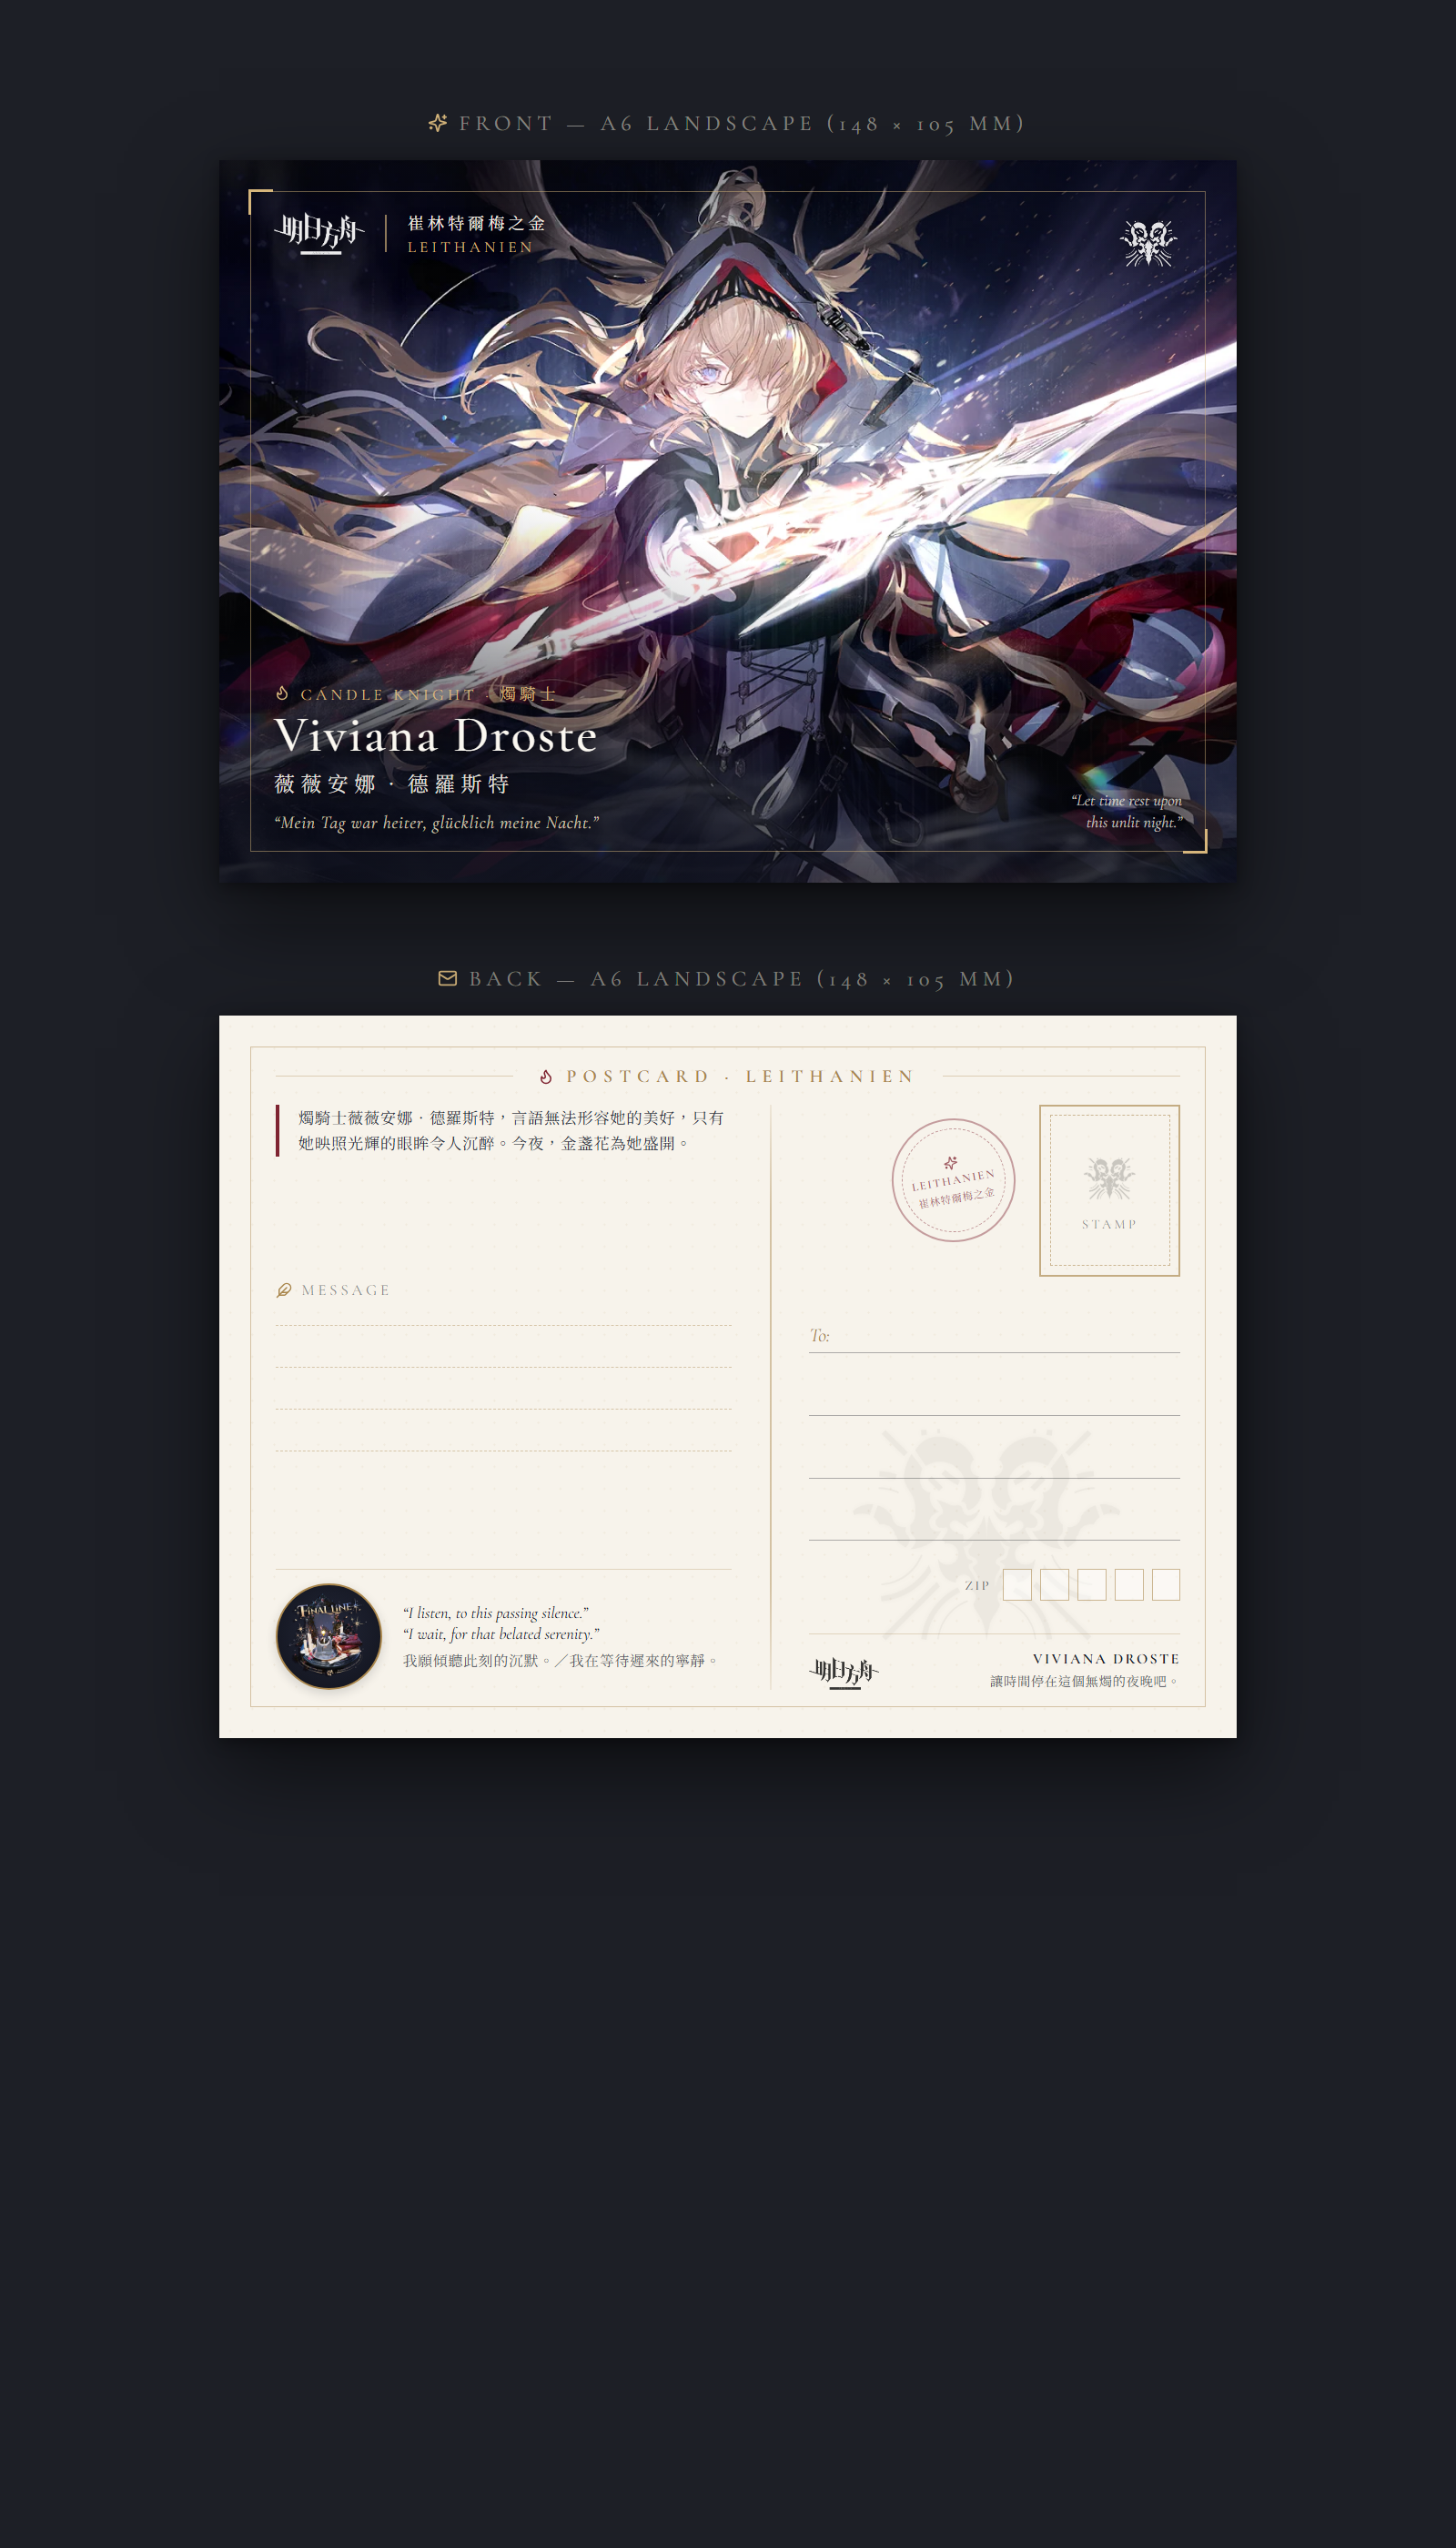 FRONT — A6 LANDSCAPE (148 × 105 MM)
明日方舟
崔林特爾梅之金
LEITHANIEN
CANDLE KNIGHT · 燭騎士
Viviana Droste
薇薇安娜 · 德羅斯特
“Mein Tag war heiter, glücklich meine Nacht.”
“Let time rest upon
this unlit night.”
BACK — A6 LANDSCAPE (148 × 105 MM)
POSTCARD · LEITHANIEN
燭騎士薇薇安娜 · 德羅斯特，言語無法形容她的美好，只有
她映照光輝的眼眸令人沉醉。今夜，金盞花為她盛開。
MESSAGE
FINAL LINE
“I listen, to this passing silence.”
“I wait, for that belated serenity.”
我願傾聽此刻的沉默。／我在等待遲來的寧靜。
LEITHANIEN
崔林特爾梅之金
STAMP
To:
ZIP
明日方舟
VIVIANA DROSTE
讓時間停在這個無燭的夜晚吧。